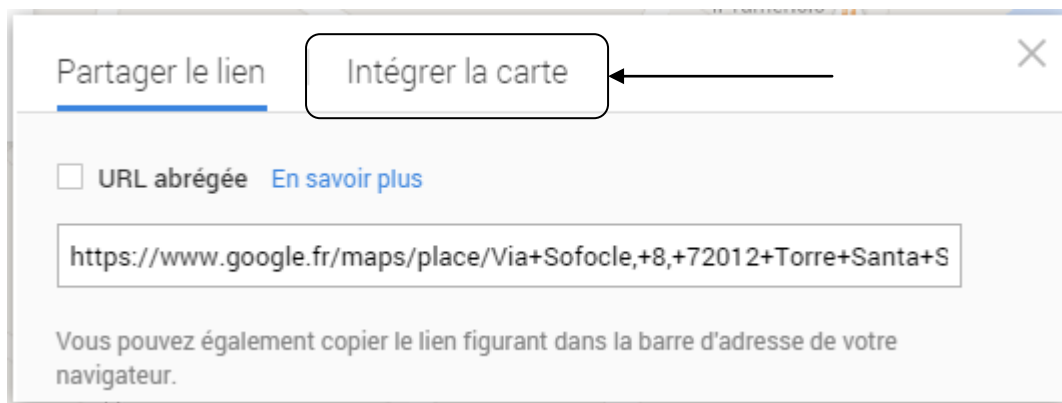 Partager le lien
Intégrer la carte
URL abrégée En savoir plus
https://www.google.fr/maps/place/Via+Sofocle,+8,+72012+Torre+Santa+S
Vous pouvez également copier le lien figurant dans la barre d'adresse de votre
navigateur.